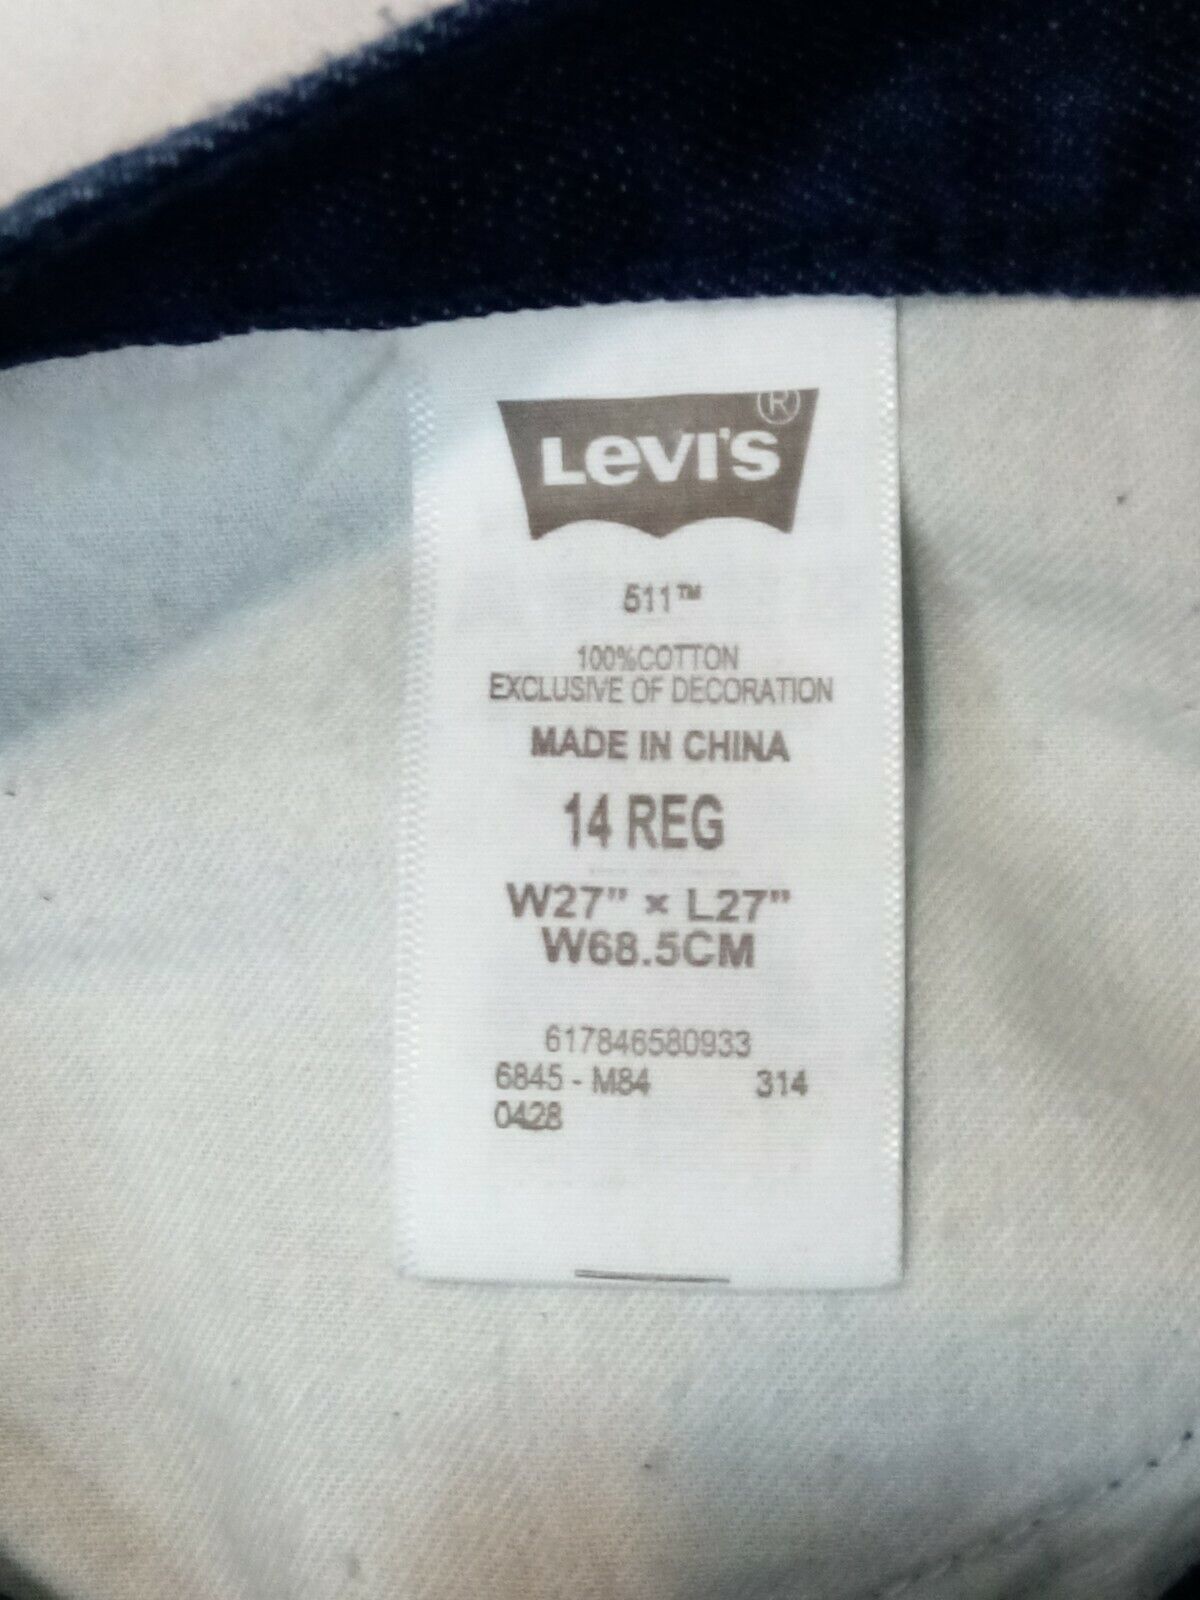 LEVI'S ®
511™
100%COTTON
EXCLUSIVE OF DECORATION
MADE IN CHINA
14 REG
W27" × L27"
W68.5CM
617846580933
6845 - M84 314
0428